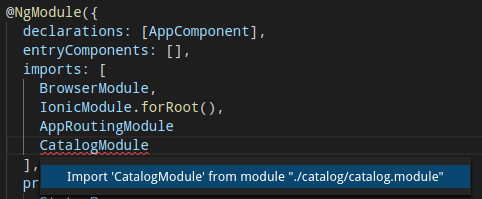 @NgModule({
declarations: [AppComponent],
entryComponents: [],
imports: [
BrowserModule,
IonicModule.forRoot(),
AppRoutingModule
CatalogModule
],
Import 'CatalogModule' from module "./catalog/catalog.module"
pr